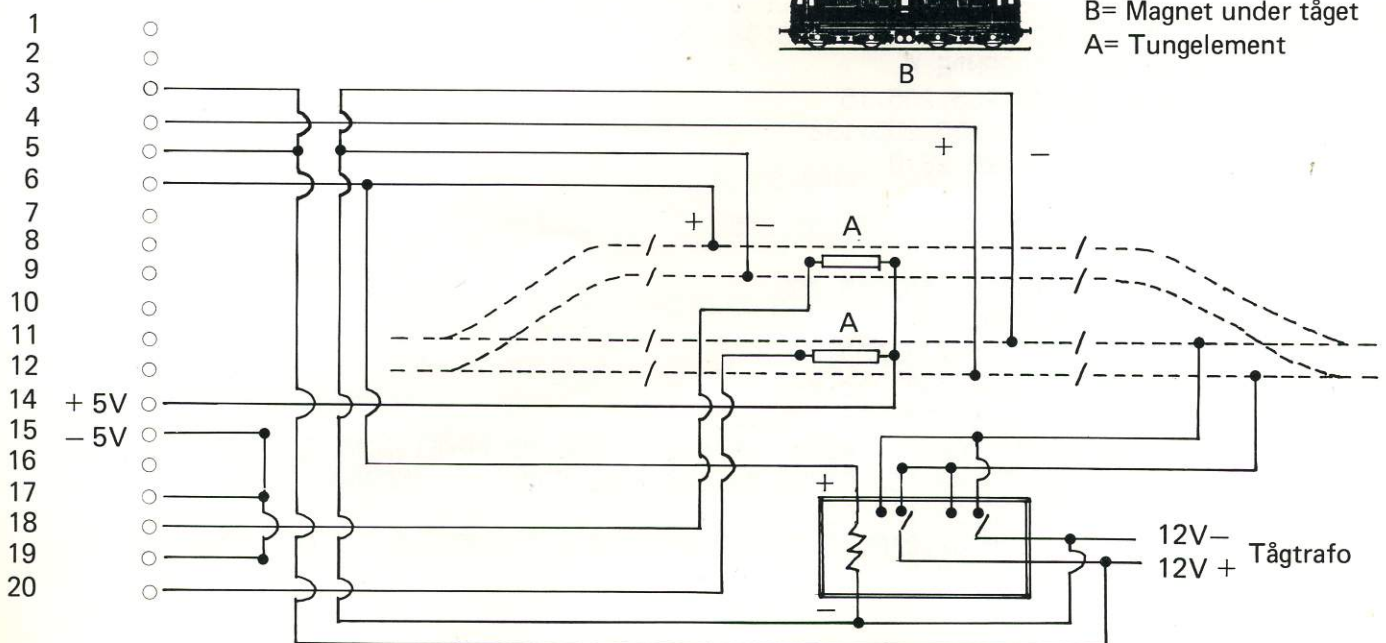 B= Magnet under tåget
A= Tungelement
B
1
2
3
4
5
6
7
8
9
10
11
12
14 + 5V
15 – 5V
16
17
18
19
20
+ –
+ –
A
A
+
–
12V–
12V + Tågtrafo